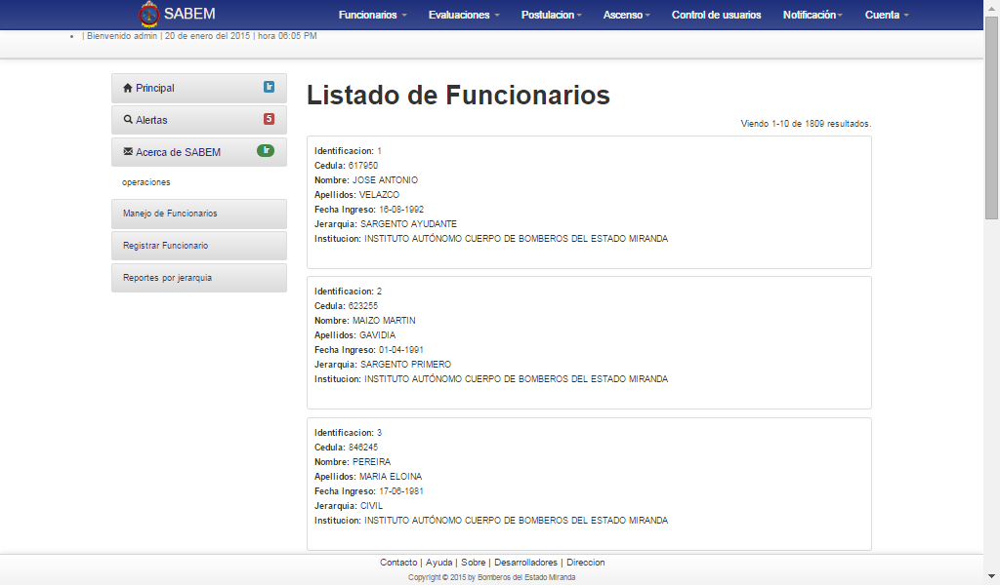 SABEM
Funcionarios
Evaluaciones
Postulacion
Ascenso
Control de usuarios
Notificación
Cuenta
| Bienvenido admin | 20 de enero del 2015 | hora 06:05 PM
Principal
Ir
Alertas
5
Acerca de SABEM
Ir
operaciones
Manejo de Funcionarios
Registrar Funcionario
Reportes por jerarquia
Listado de Funcionarios
Viendo 1-10 de 1809 resultados.
Identificacion: 1
Cedula: 617950
Nombre: JOSE ANTONIO
Apellidos: VELAZCO
Fecha Ingreso: 16-08-1992
Jerarquia: SARGENTO AYUDANTE
Institucion: INSTITUTO AUTÓNOMO CUERPO DE BOMBEROS DEL ESTADO MIRANDA
Identificacion: 2
Cedula: 623255
Nombre: MAIZO MARTIN
Apellidos: GAVIDIA
Fecha Ingreso: 01-04-1991
Jerarquia: SARGENTO PRIMERO
Institucion: INSTITUTO AUTÓNOMO CUERPO DE BOMBEROS DEL ESTADO MIRANDA
Identificacion: 3
Cedula: 846245
Nombre: PEREIRA
Apellidos: MARIA ELOINA
Fecha Ingreso: 17-06-1981
Jerarquia: CIVIL
Institucion: INSTITUTO AUTÓNOMO CUERPO DE BOMBEROS DEL ESTADO MIRANDA
Contacto | Ayuda | Sobre | Desarrolladores | Direccion
Copyright © 2015 by Bomberos del Estado Miranda